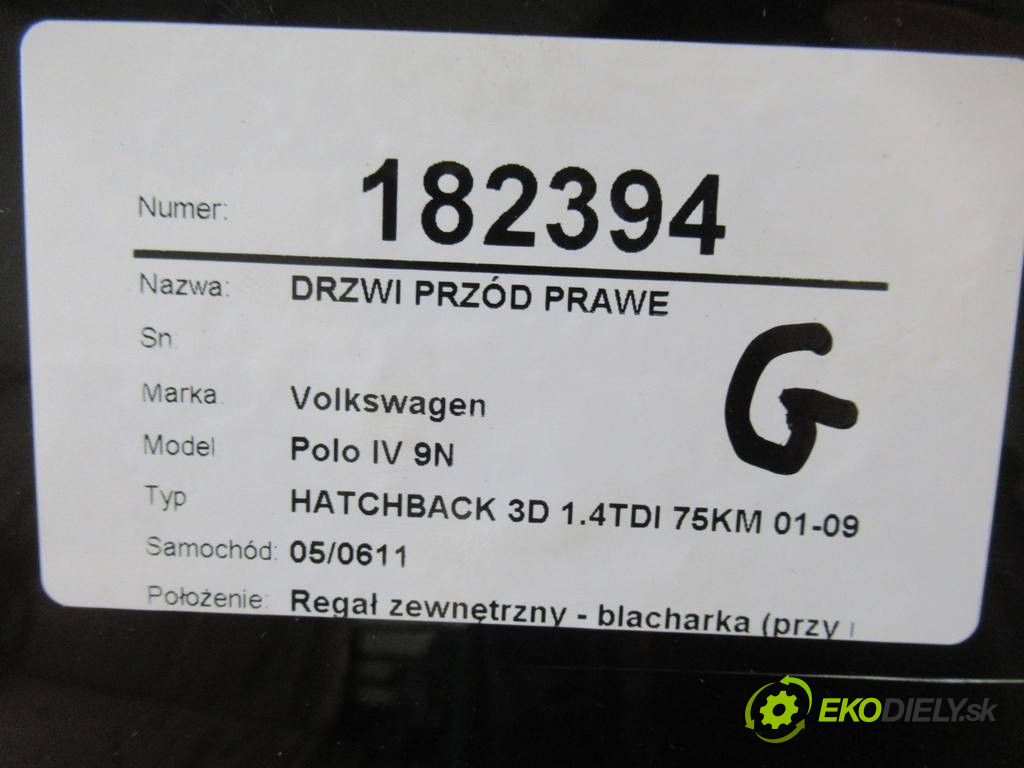 Numer: 182394
Nazwa: DRZWI PRZÓD PRAWE
Sn
G
Marka Volkswagen
Model Polo IV 9N
Typ HATCHBACK 3D 1.4TDI 75KM 01-09
Samochód: 05/0611
Położenie: Regał zewnętrzny - blacharka (przy
EKODIELY.sk